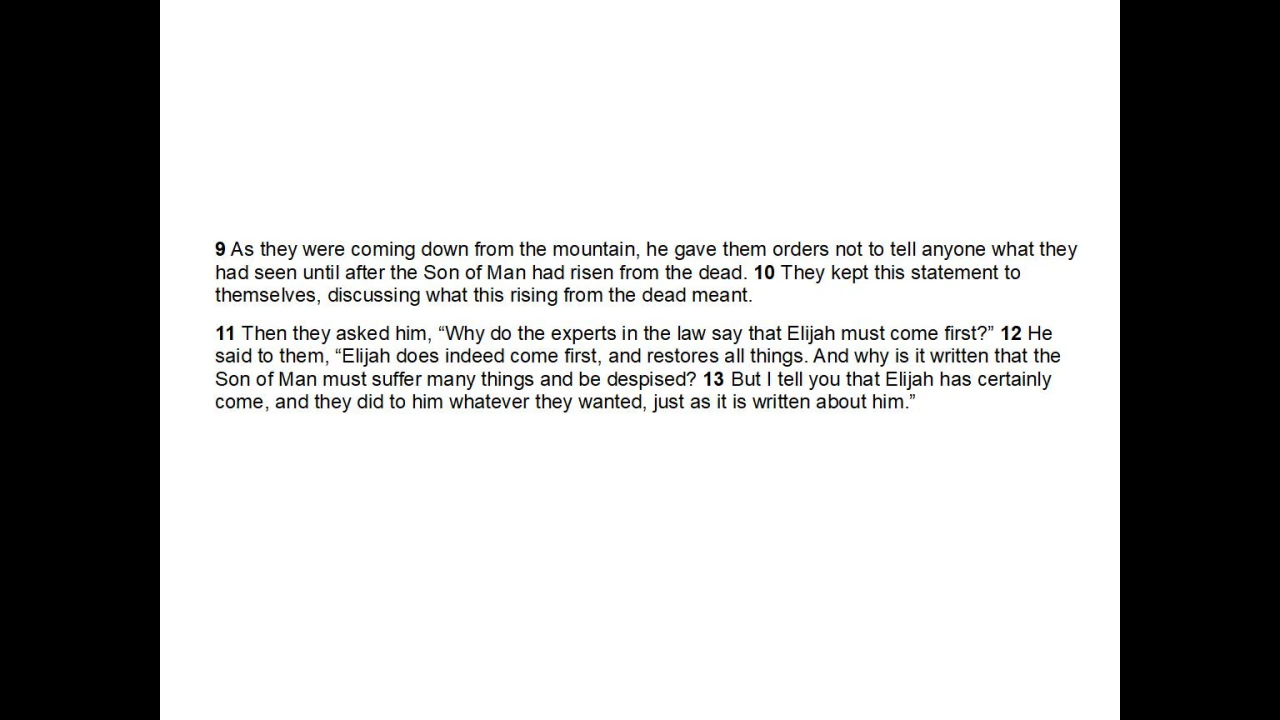 9 As they were coming down from the mountain, he gave them orders not to tell anyone what they
had seen until after the Son of Man had risen from the dead. 10 They kept this statement to
themselves, discussing what this rising from the dead meant.
11 Then they asked him, “Why do the experts in the law say that Elijah must come first?” 12 He
said to them, “Elijah does indeed come first, and restores all things. And why is it written that the
Son of Man must suffer many things and be despised? 13 But I tell you that Elijah has certainly
come, and they did to him whatever they wanted, just as it is written about him.”